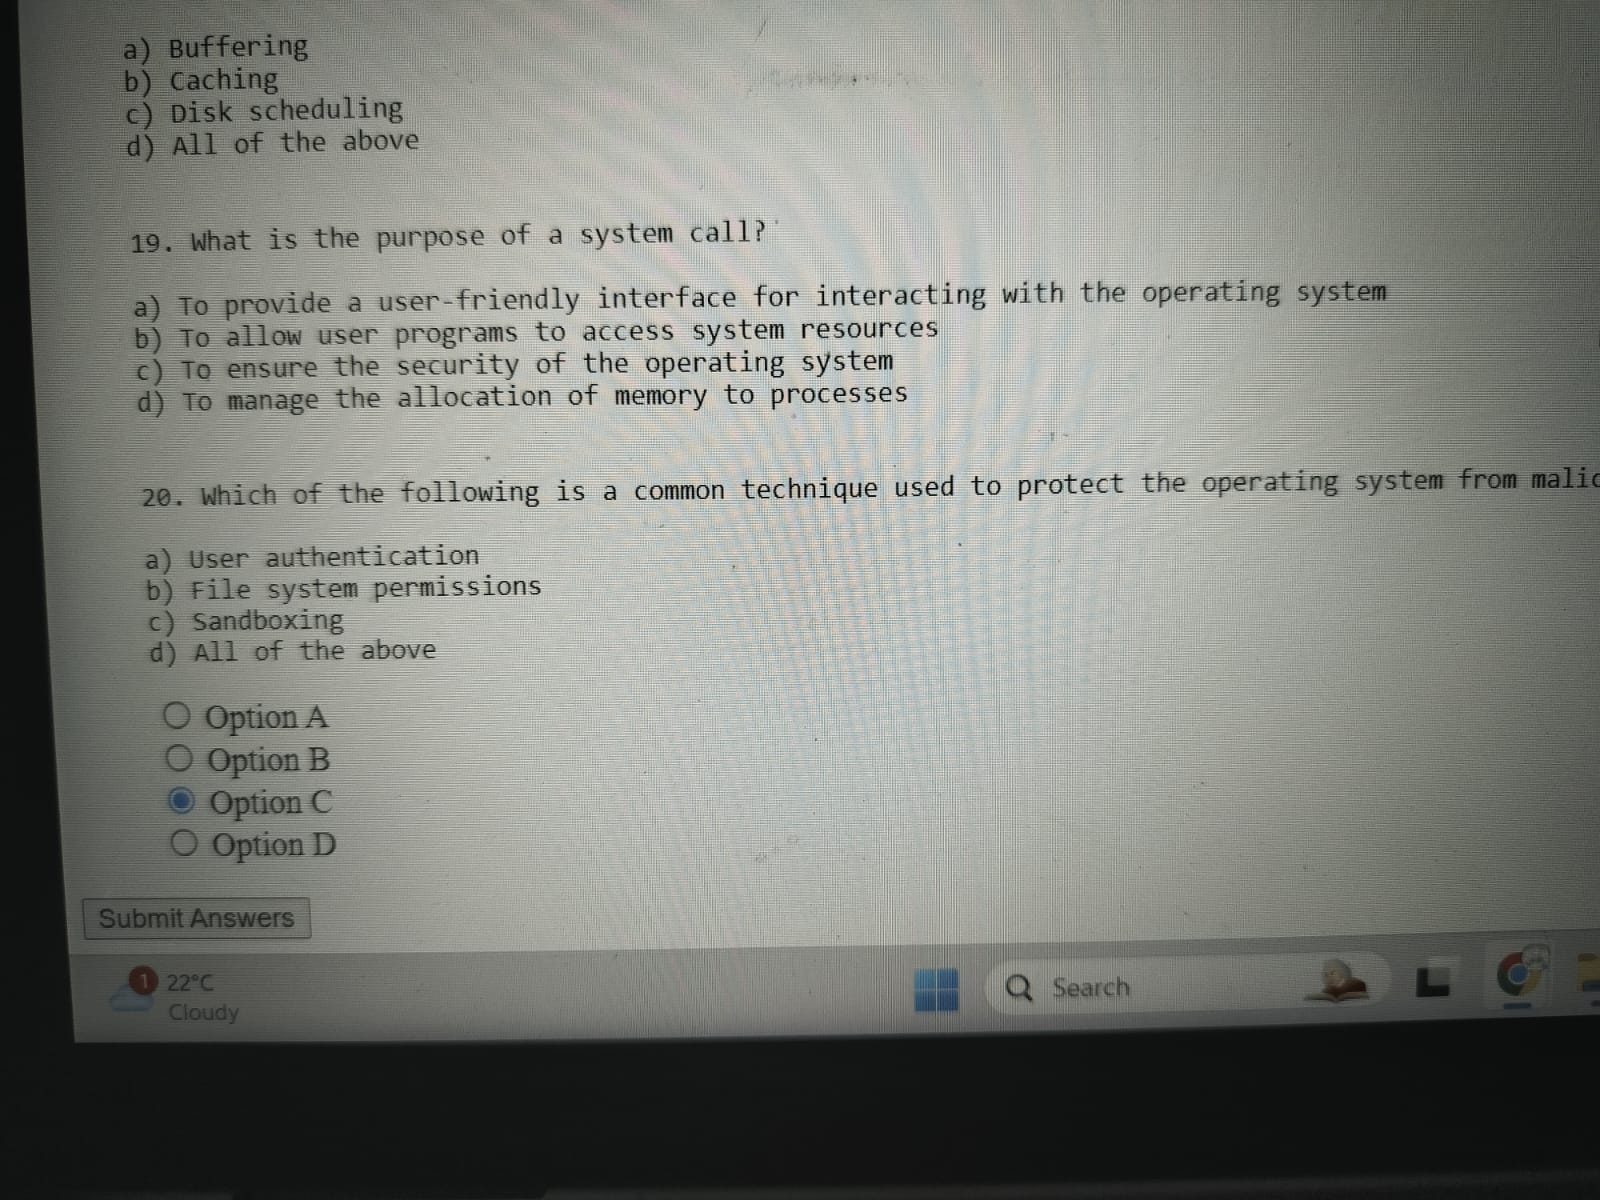 a) Buffering
b) Caching
c) Disk scheduling
d) All of the above
19. What is the purpose of a system call?
a) To provide a user-friendly interface for interacting with the operating system
b) To allow user programs to access system resources
c) To ensure the security of the operating system
d) To manage the allocation of memory to processes
20. Which of the following is a common technique used to protect the operating system from
a) User authentication
b) File system permissions
c) Sandboxing
d) All of the above
Option A
Option B
Option C
Option D
Submit Answers
1
22°C
Cloudy
Search